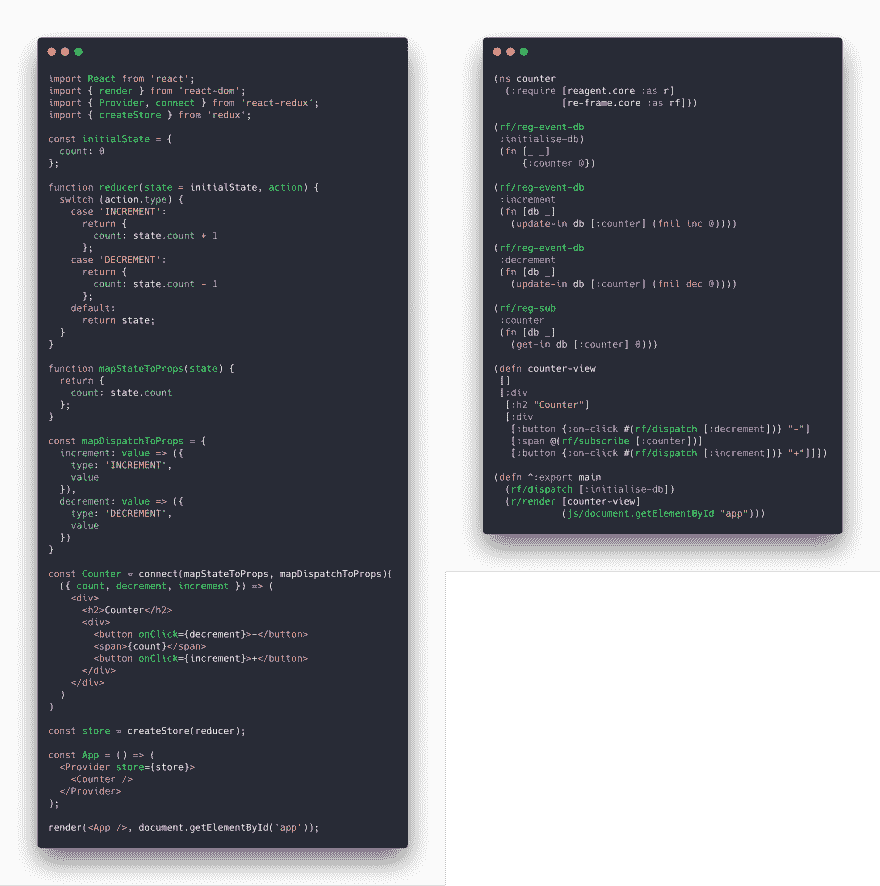 import React from 'react';
import { render } from 'react-dom';
import { Provider, connect } from 'react-redux';
import { createStore } from 'redux';
const initialState = {
count: 0
};
function reducer(state = initialState, action) {
switch (action.type) {
case 'INCREMENT':
return {
count: state.count + 1
};
case 'DECREMENT':
return {
count: state.count - 1
};
default:
return state;
}
}
function mapStateToProps(state) {
return {
count: state.count
};
}
const mapDispatchToProps = {
increment: value => ({
type: 'INCREMENT',
value
}),
decrement: value => ({
type: 'DECREMENT',
value
})
}
const Counter = connect(mapStateToProps, mapDispatchToProps)(
({ count, decrement, increment }) => (
<div>
<h2>Counter</h2>
<div>
<button onClick={decrement}>-</button>
<span>{count}</span>
<button onClick={increment}>+</button>
</div>
</div>
)
)
const store = createStore(reducer);
const App = () => (
<Provider store={store}>
<Counter />
</Provider>
);
render(<App />, document.getElementById('app'));
(ns counter
(:require [reagent.core :as r]
[re-frame.core :as rf]))
(rf/reg-event-db
:initialise-db)
(fn [_ _]
{:counter 0})
(rf/reg-event-db
:increment
(fn [db _]
(update-in db [:counter] (fnil inc 0))))
(rf/reg-event-db
:decrement
(fn [db _]
(update-in db [:counter] (fnil dec 0))))
(rf/reg-sub
:counter
(fn [db _]
(get-in db [:counter] 0)))
(defn counter-view
[]
[:div
[:h2 "Counter"]
[:div
[:button {:on-click #(rf/dispatch [:decrement])} "-"]
[:span @(rf/subscribe [:counter])]
[:button {:on-click #(rf/dispatch [:increment])} "+"]]])
(defn ^:export main
(rf/dispatch [:initialise-db])
(r/render [counter-view]
(js/document.getElementById "app")))